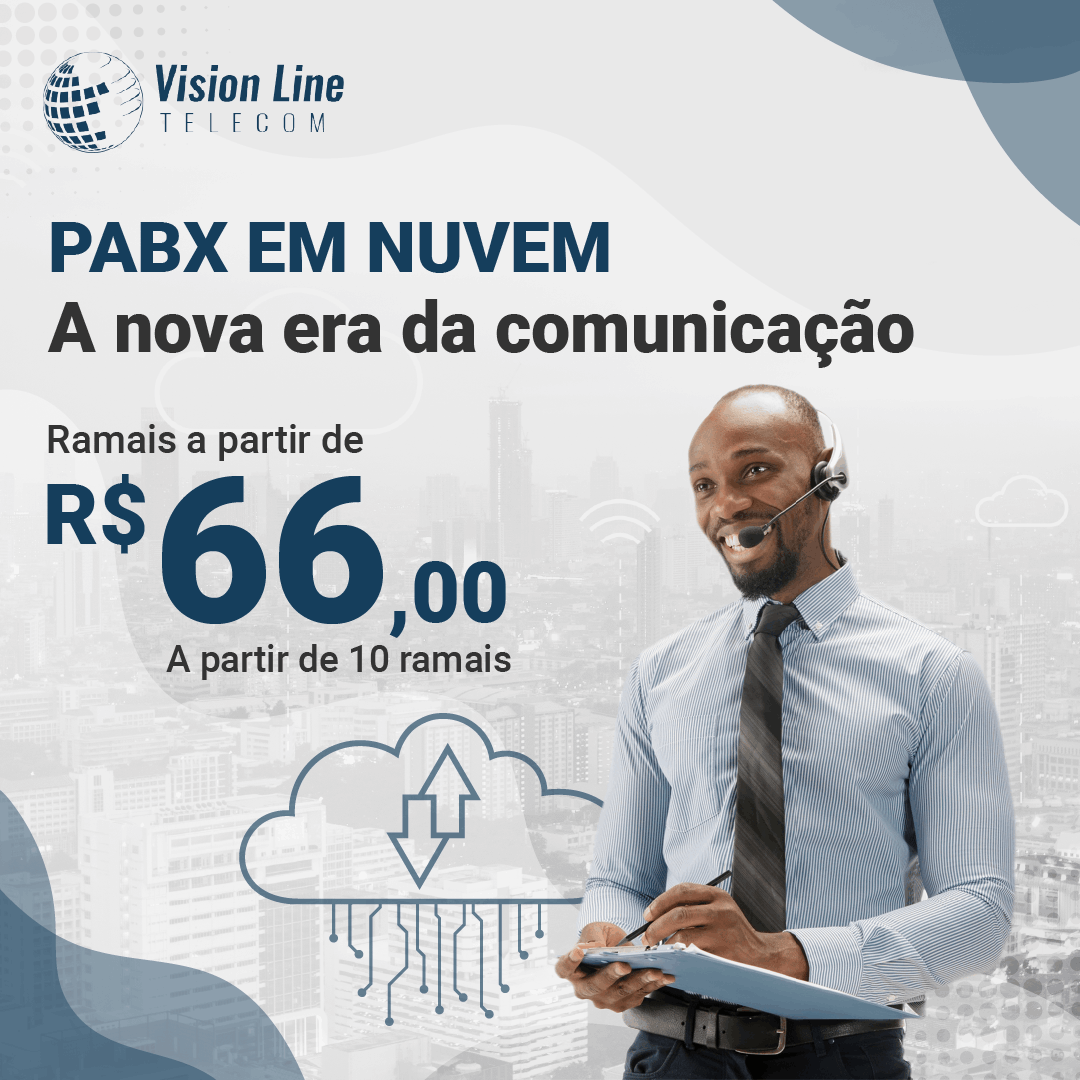 Vision Line
TELECOM
PABX EM NUVEM
A nova era da comunicação
Ramais a partir de
R$ 66,00
A partir de 10 ramais